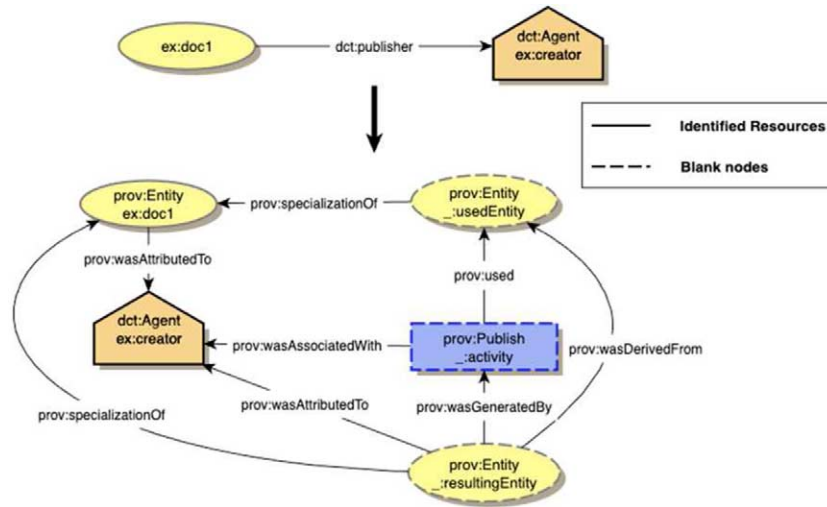 ex:doc1
dct:publisher
dct:Agent
ex:creator
Identified Resources
Blank nodes
prov:Entity
ex:doc1
prov:specializationOf
prov:Entity
_:usedEntity
prov:wasAttributedTo
prov:used
dct:Agent
ex:creator
prov:wasAssociatedWith
prov:Publish
_:activity
prov:wasDerivedFrom
prov:wasAttributedTo
prov:wasGeneratedBy
prov:specializationOf
prov:Entity
_:resultingEntity